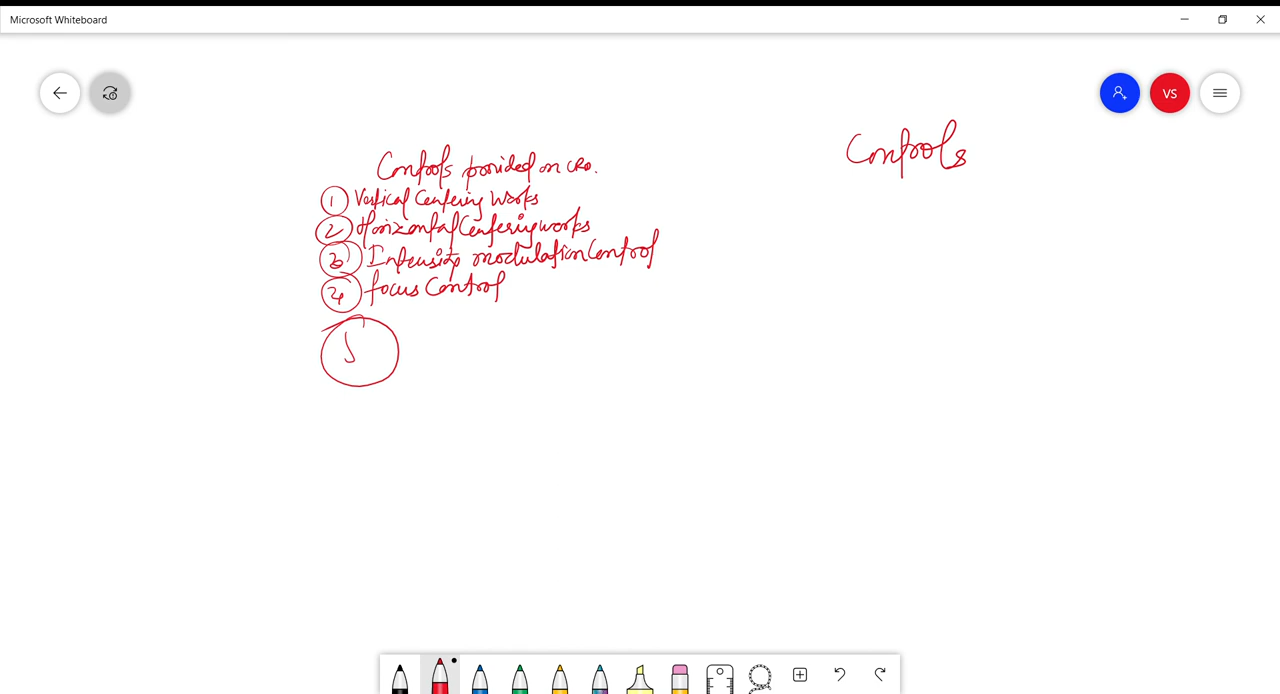 Microsoft Whiteboard
VS
Controls
Controls provided on CRO.
1 Vertical Centering Works
2 Horizontal Centering works
3 Intensity modulation Control
4 focus Control
5